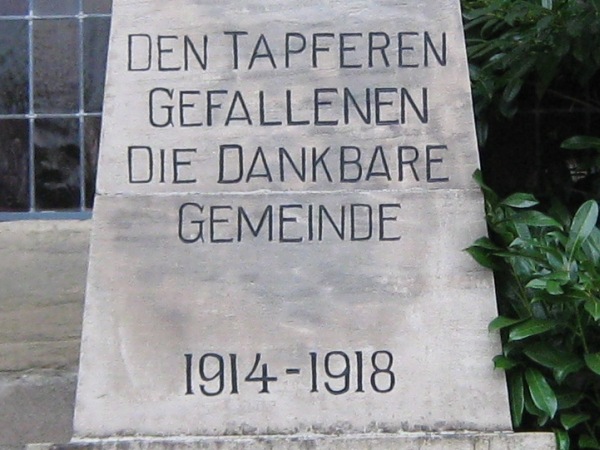 DEN TAPFEREN
GEFALLENEN
DIE DANKBARE
GEMEINDE
1914-1918